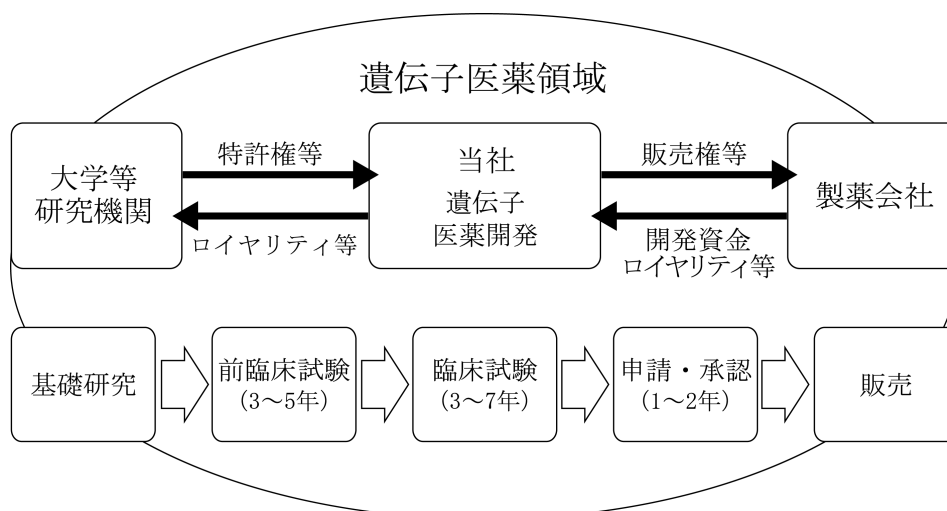 遺伝子医薬領域
大学等
研究機関
特許権等
ロイヤリティ等
当社
遺伝子
医薬開発
販売権等
開発資金
ロイヤリティ等
製薬会社
基礎研究
前臨床試験
(3〜5年)
臨床試験
(3〜7年)
申請・承認
(1〜2年)
販売